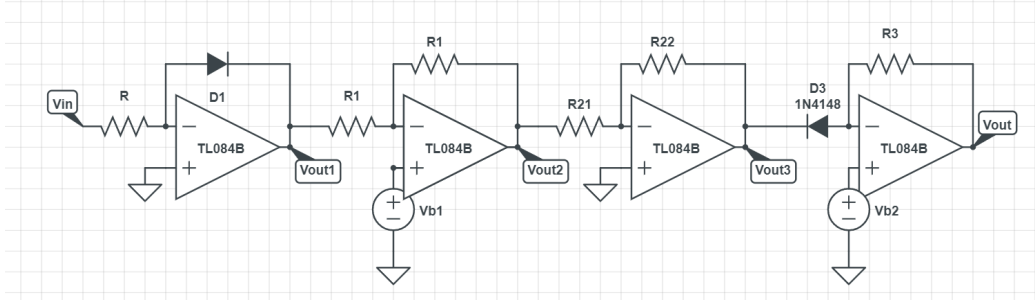 R1
R22
R3
R
D1
R1
R21
D3
1N4148
Vin
Vout
−
TL084B
+
−
TL084B
+
−
TL084B
+
−
TL084B
+
Vout1
Vout2
Vout3
+
−
Vb1
+
−
Vb2